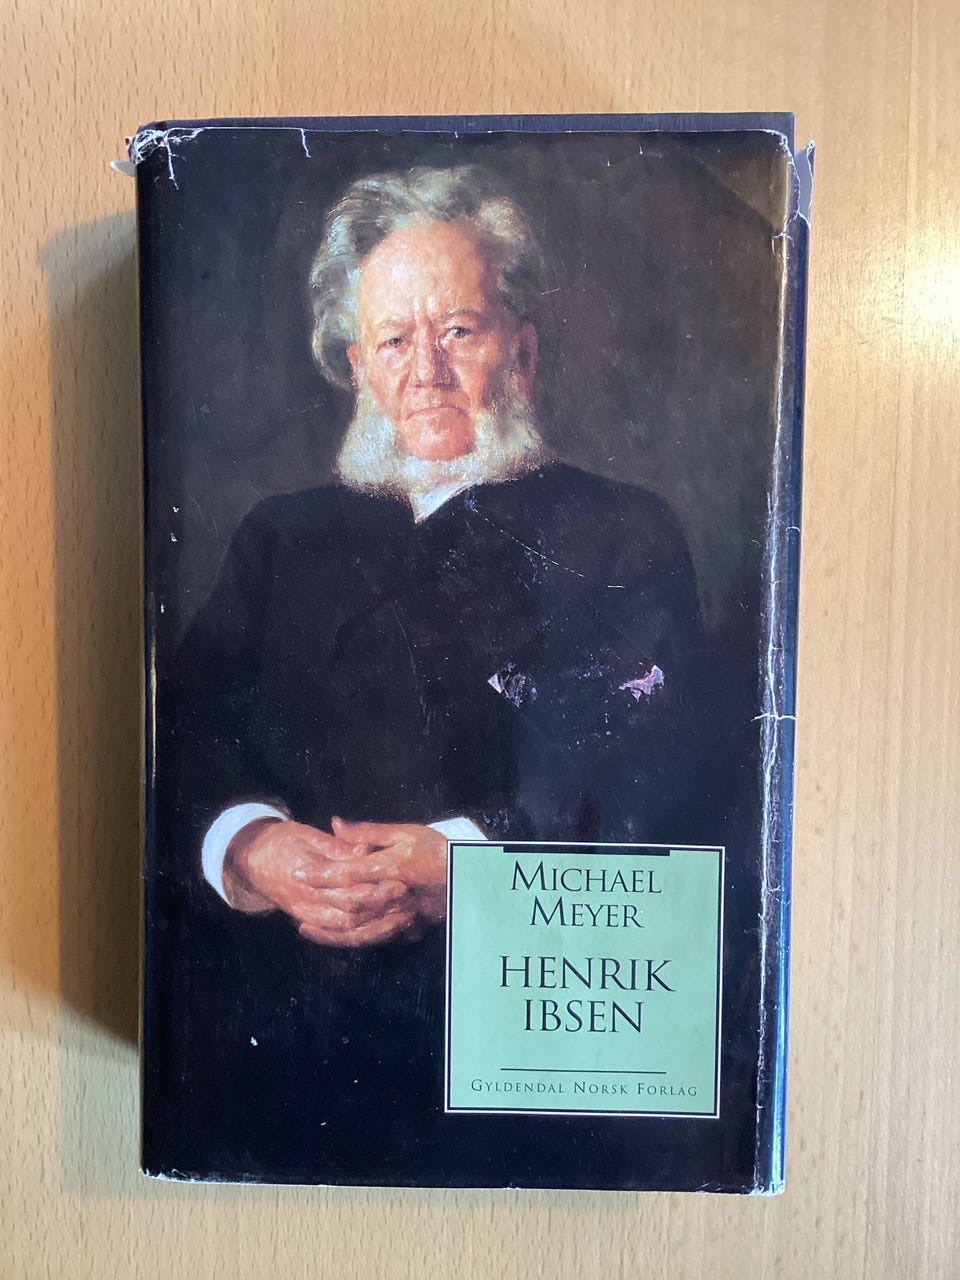 MICHAEL
MEYER
HENRIK
IBSEN
GYLDENDAL NORSK FORLAG